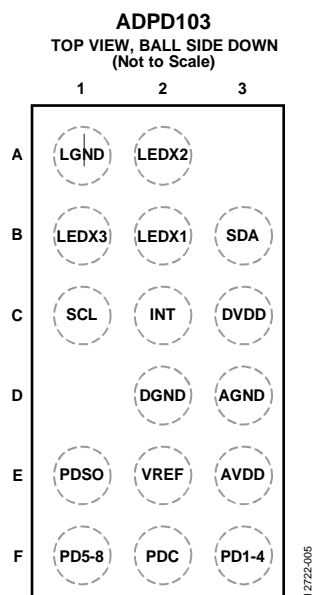 ADPD103
TOP VIEW, BALL SIDE DOWN
(Not to Scale)
1 2 3
A LGND LEDX2
B LEDX3 LEDX1 SDA
C SCL INT DVDD
D DGND AGND
E PDSO VREF AVDD
F PD5-8 PDC PD1-4
12722-005